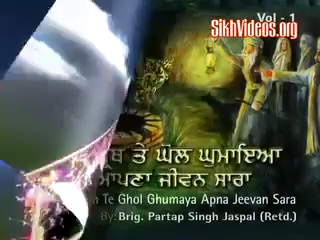 Vol - 1
SikhVideos.org
ਤੇ ਘੋਲ ਘੁਮਾਇਆ
ਆਪਣਾ ਜੀਵਨ ਸਾਰਾ
Te Ghol Ghumaya Apna Jeevan Sara
By: Brig. Partap Singh Jaspal (Retd.)